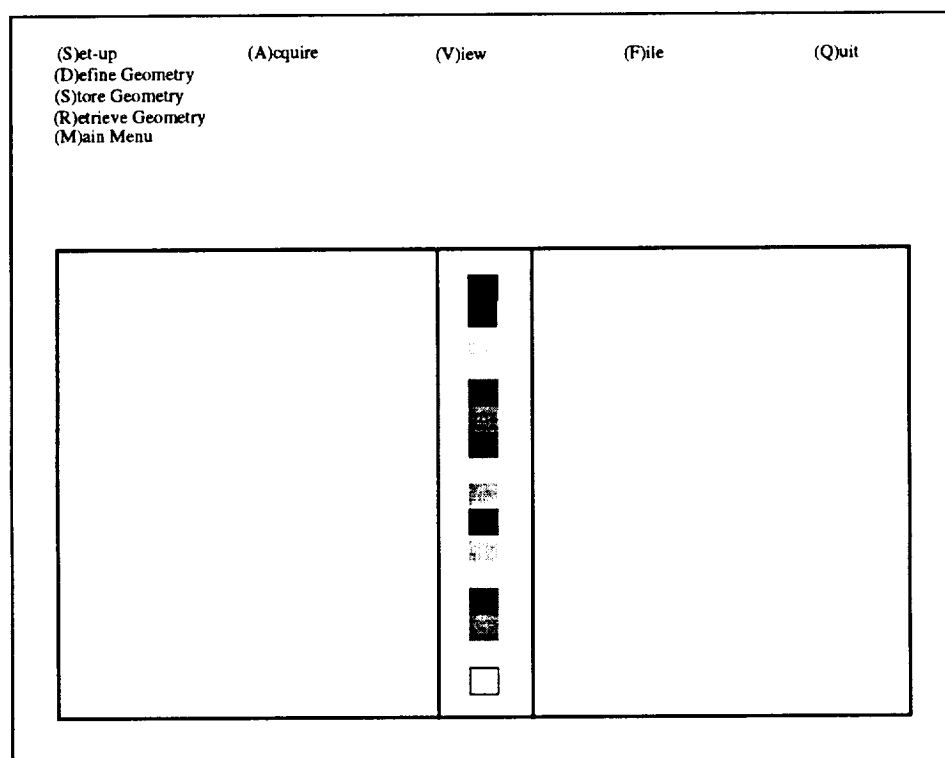 (S)et-up (A)cquire (V)iew (F)ile (Q)uit
(D)efine Geometry
(S)tore Geometry
(R)etrieve Geometry
(M)ain Menu